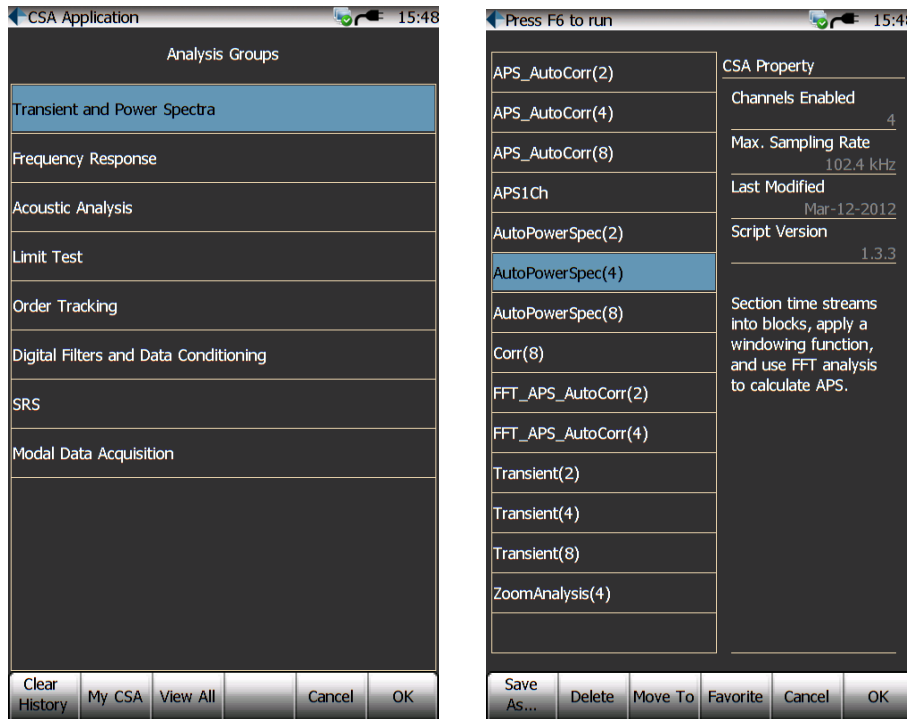 CSA Application 15:48
Analysis Groups
Transient and Power Spectra
Frequency Response
Acoustic Analysis
Limit Test
Order Tracking
Digital Filters and Data Conditioning
SRS
Modal Data Acquisition
Clear History
My CSA
View All
Cancel
OK
Press F6 to run 15:48
APS_AutoCorr(2)
APS_AutoCorr(4)
APS_AutoCorr(8)
APS1Ch
AutoPowerSpec(2)
AutoPowerSpec(4)
AutoPowerSpec(8)
Corr(8)
FFT_APS_AutoCorr(2)
FFT_APS_AutoCorr(4)
Transient(2)
Transient(4)
Transient(8)
ZoomAnalysis(4)
CSA Property
Channels Enabled
4
Max. Sampling Rate
102.4 kHz
Last Modified
Mar-12-2012
Script Version
1.3.3
Section time streams
into blocks, apply a
windowing function,
and use FFT analysis
to calculate APS.
Save As...
Delete
Move To
Favorite
Cancel
OK